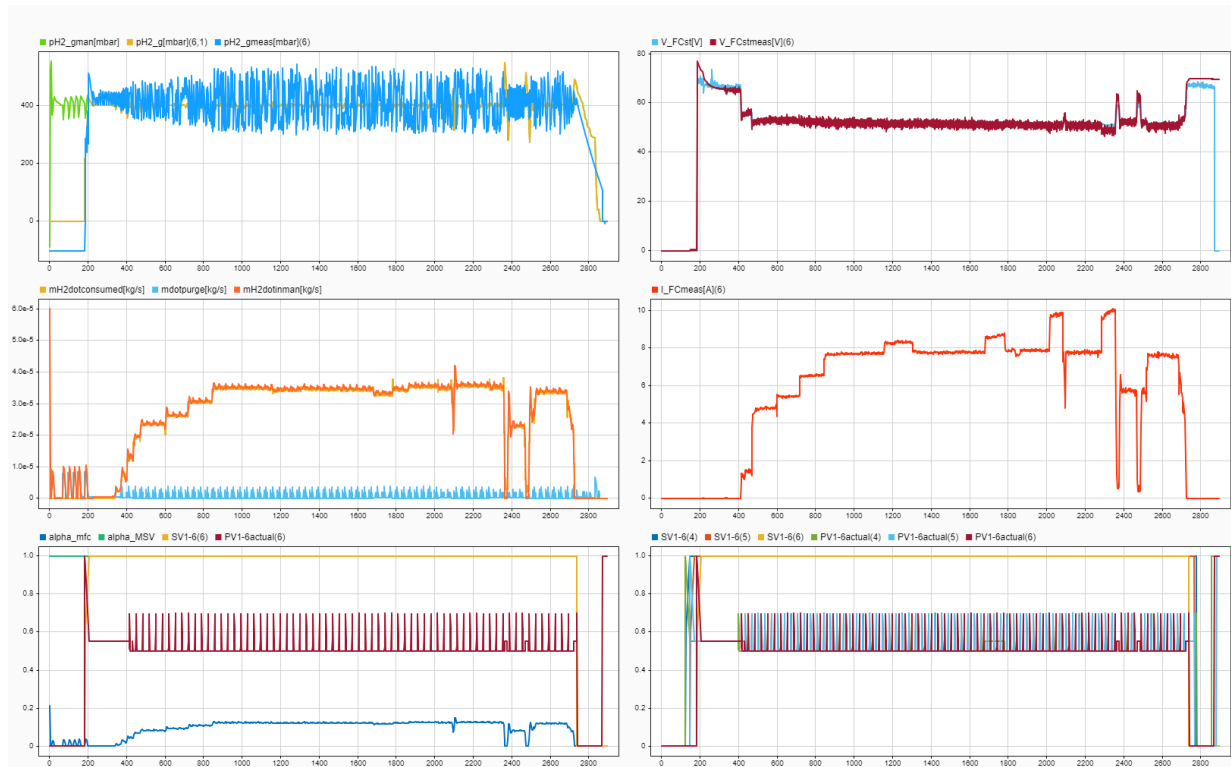 pH2_gman[mbar] pH2_g[mbar](6,1) pH2_gmeas[mbar](6)
400
200
0
0 200 400 600 800 1000 1200 1400 1600 1800 2000 2200 2400 2600 2800
V_FCst[V] V_FCstmeas[V](6)
80
60
40
20
0
0 200 400 600 800 1000 1200 1400 1600 1800 2000 2200 2400 2600 2800
mH2dotconsumed[kg/s] mdotpurge[kg/s] mH2dotinman[kg/s]
6.0e-5
5.0e-5
4.0e-5
3.0e-5
2.0e-5
1.0e-5
0
0 200 400 600 800 1000 1200 1400 1600 1800 2000 2200 2400 2600 2800
I_FCmeas[A](6)
10
8
6
4
2
0
0 200 400 600 800 1000 1200 1400 1600 1800 2000 2200 2400 2600 2800
alpha_mfc alpha_MSV SV1-6(6) PV1-6actual(6)
1.0
0.8
0.6
0.4
0.2
0
0 200 400 600 800 1000 1200 1400 1600 1800 2000 2200 2400 2600 2800
SV1-6(4) SV1-6(5) SV1-6(6) PV1-6actual(4) PV1-6actual(5) PV1-6actual(6)
1.0
0.8
0.6
0.4
0.2
0
0 200 400 600 800 1000 1200 1400 1600 1800 2000 2200 2400 2600 2800